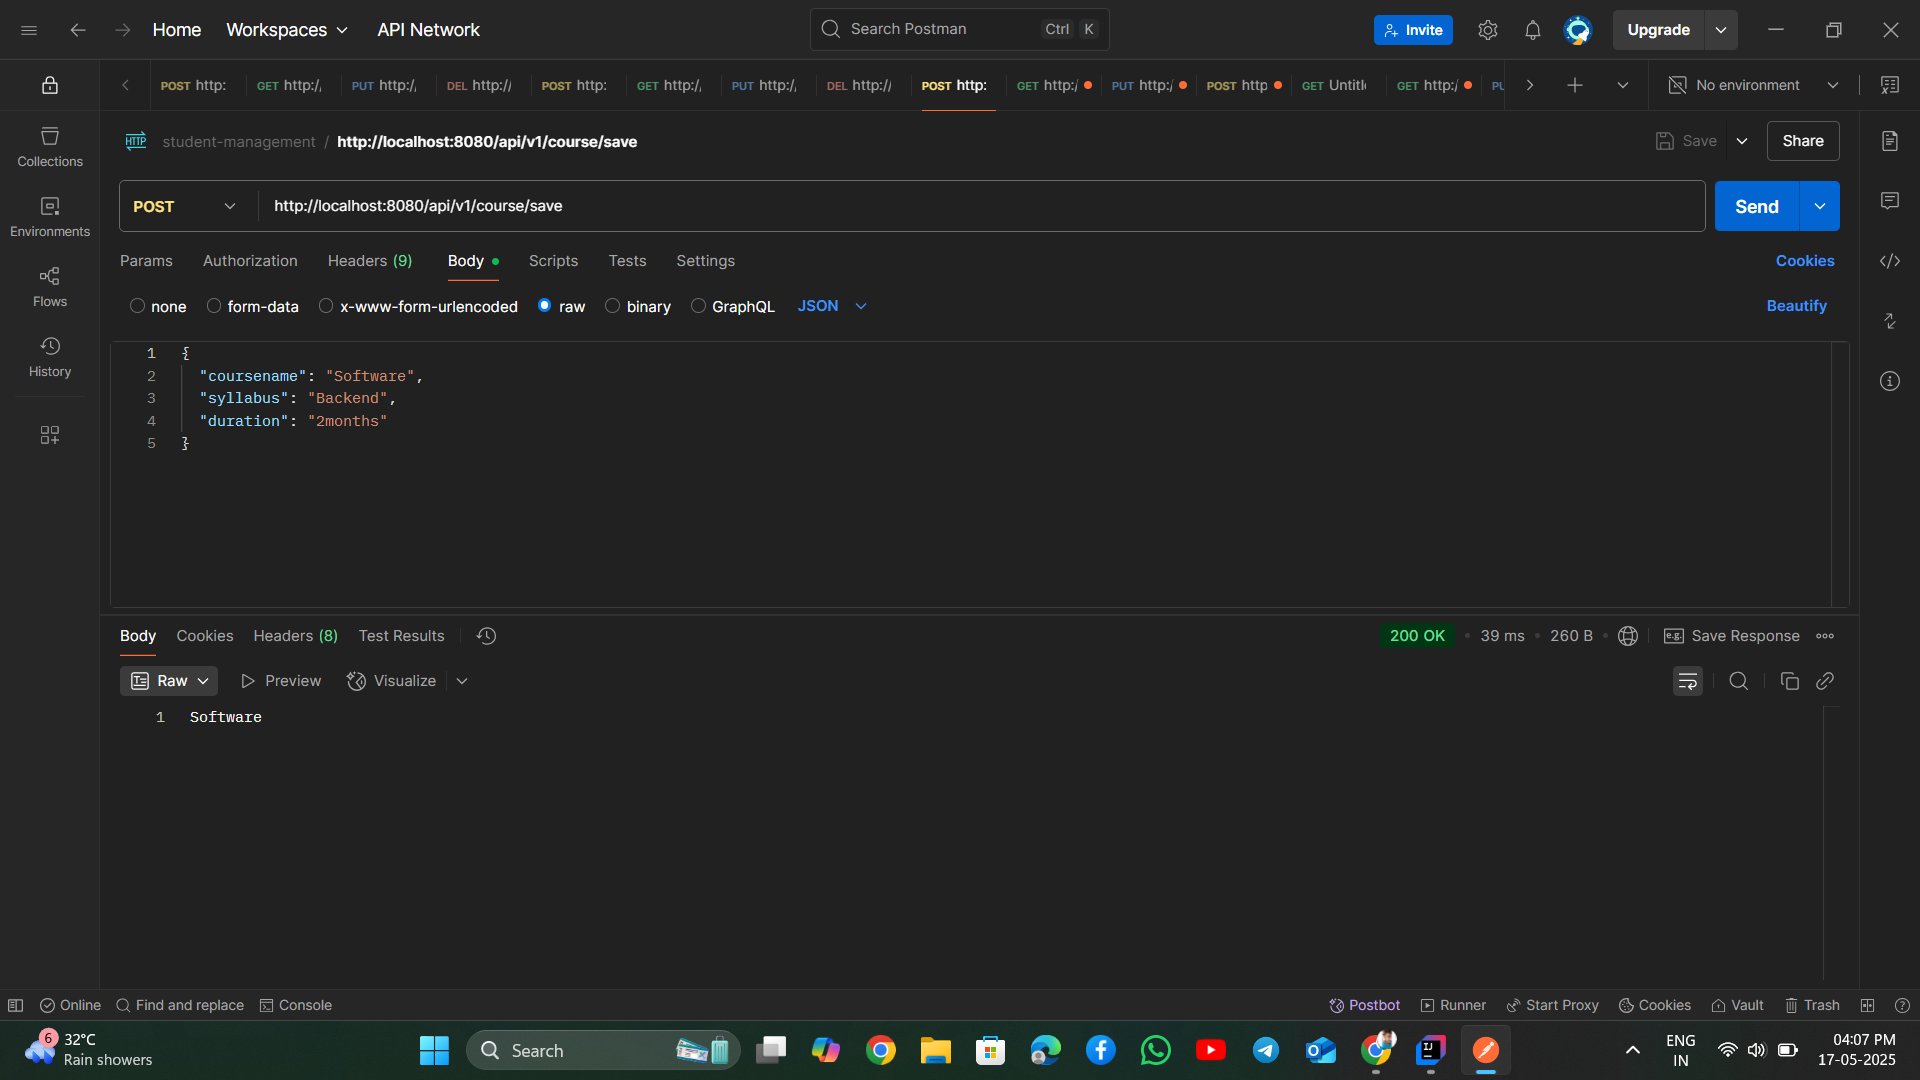 Home
Workspaces
API Network
Search Postman
Ctrl K
Invite
Upgrade
POST http:
GET http:/
PUT http:/
DEL http://
POST http:
GET http:/
PUT http:/
DEL http://
POST http:
GET http:/
PUT http:/
POST http
GET Untitl
GET http:/
PU
No environment
HTTP
student-management / http://localhost:8080/api/v1/course/save
Save
Share
POST
http://localhost:8080/api/v1/course/save
Send
Params
Authorization
Headers (9)
Body
Scripts
Tests
Settings
Cookies
none
form-data
x-www-form-urlencoded
raw
binary
GraphQL
JSON
Beautify
Collections
Environments
Flows
History
1 {
2 "coursename": "Software",
3 "syllabus": "Backend",
4 "duration": "2months"
5 }
Body
Cookies
Headers (8)
Test Results
200 OK
39 ms
260 B
e.g.
Save Response
Raw
Preview
Visualize
1 Software
Online
Find and replace
Console
Postbot
Runner
Start Proxy
Cookies
Vault
Trash
6
32°C
Rain showers
Search
IJ
ENG
IN
04:07 PM
17-05-2025